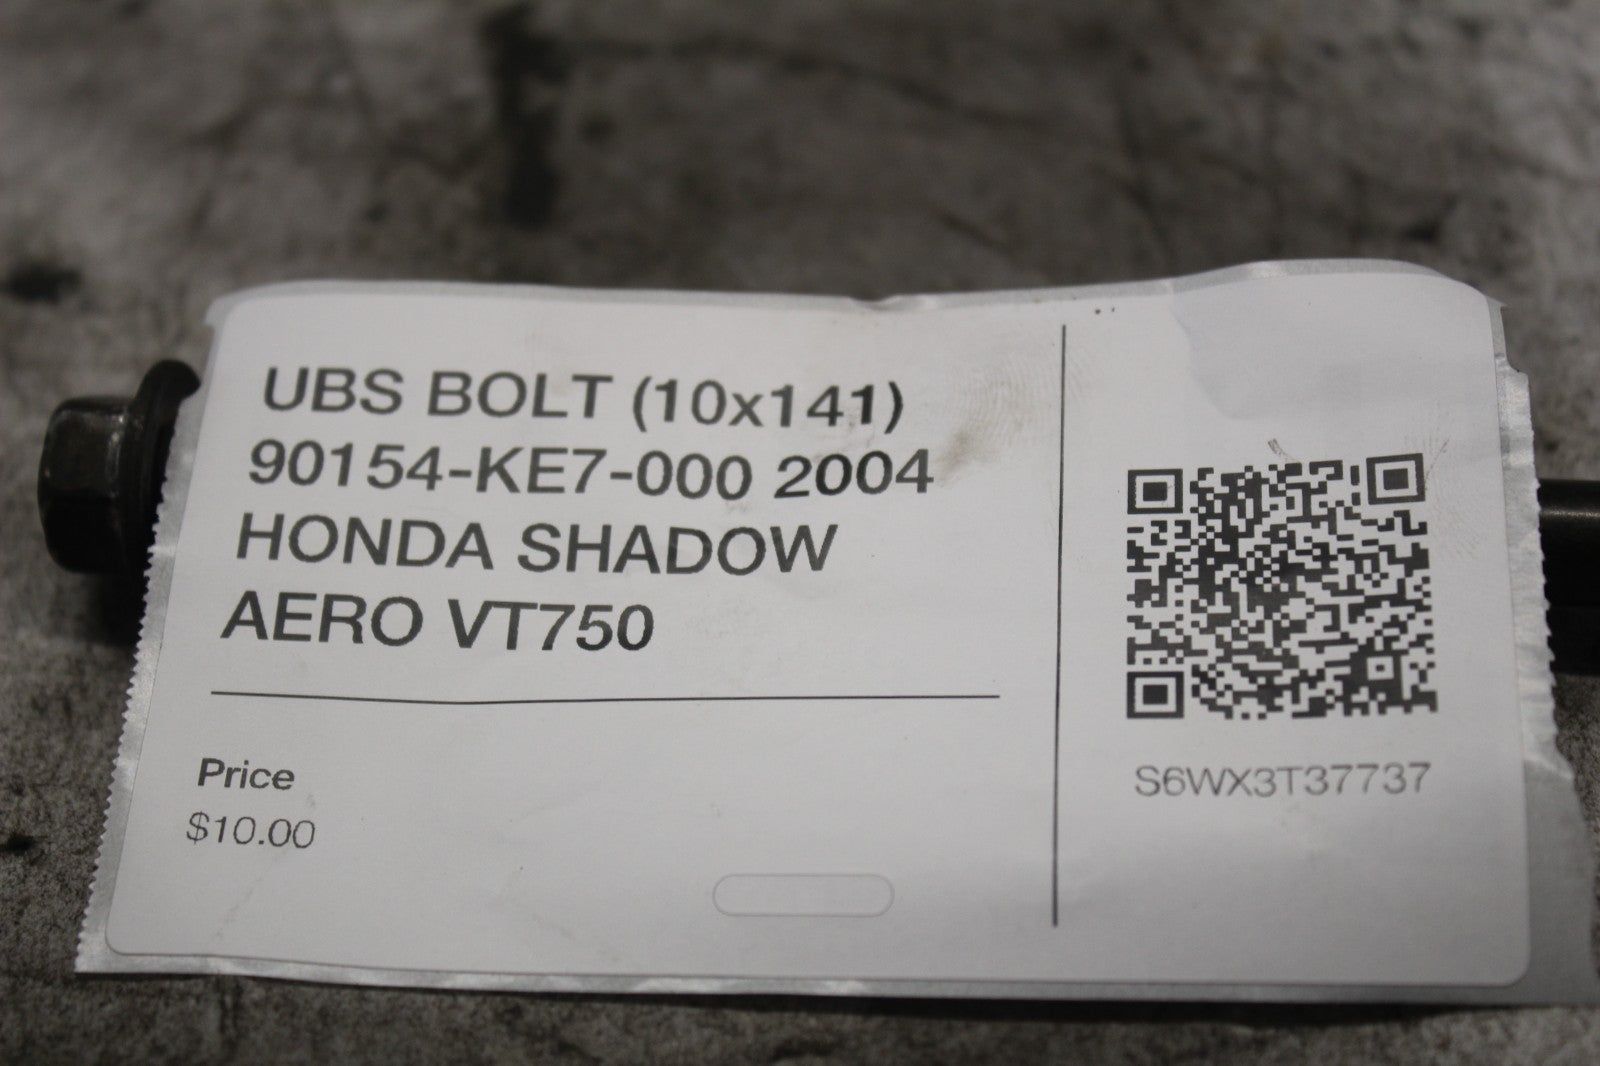 UBS BOLT (10x141)
90154-KE7-000 2004
HONDA SHADOW
AERO VT750
Price
$10.00
S6WX3T37737